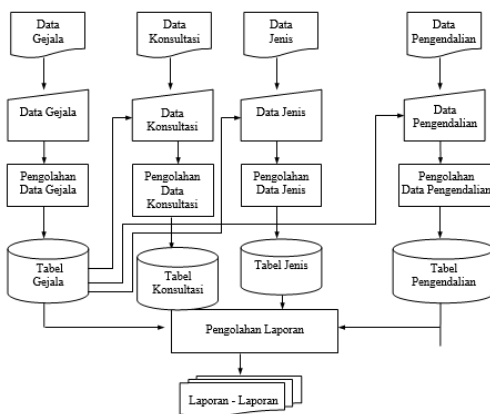 Data
Gejala
Data
Konsultasi
Data
Jenis
Data
Pengendalian
Data Gejala
Data
Konsultasi
Data Jenis
Data
Pengendalian
Pengolahan
Data Gejala
Pengolahan
Data
Konsultasi
Pengolahan
Data Jenis
Pengolahan
Data Pengendalian
Tabel
Gejala
Tabel
Konsultasi
Tabel Jenis
Tabel
Pengendalian
Pengolahan Laporan
Laporan - Laporan